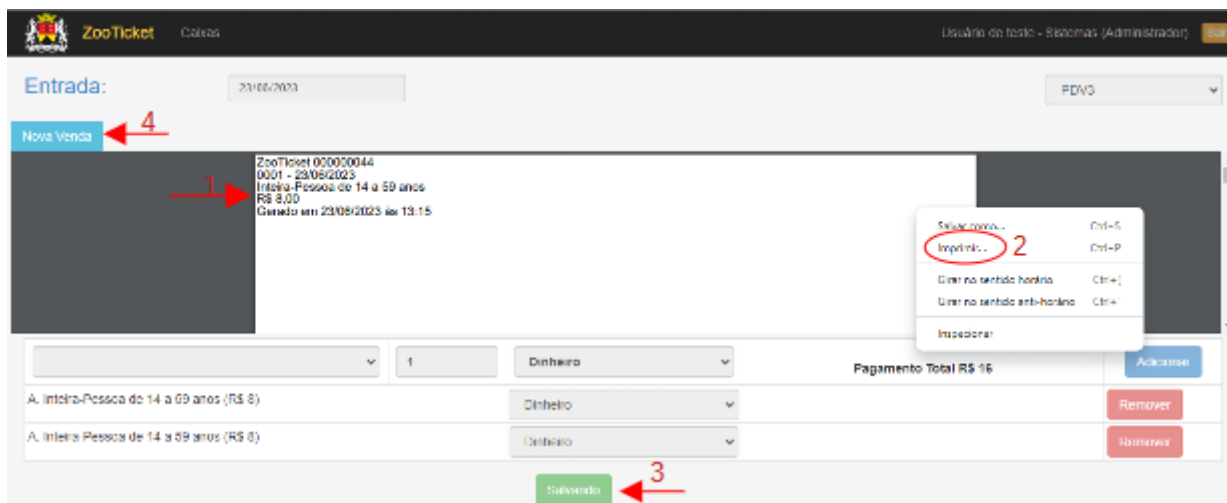 ZooTicket Caixas Usuário de teste - Sistemas (Administrador) Sair
Entrada: 23/06/2023 PDV3
4
Nova Venda
ZooTicket 000000044
0001 - 23/06/2023
1 Inteira-Pessoa de 14 a 59 anos
R$ 8,00
Gerado em 23/06/2023 às 13:15
Salvar como... Ctrl+S
Imprimir... 2 Ctrl+P
Girar no sentido horário Ctrl+]
Girar no sentido anti-horário
Inspecionar
1 Dinheiro Pagamento Total R$ 16 Adicionar
A. Inteira-Pessoa de 14 a 59 anos (R$ 8) Dinheiro Remover
A. Inteira-Pessoa de 14 a 59 anos (R$ 8) Dinheiro Remover
3
Salvando